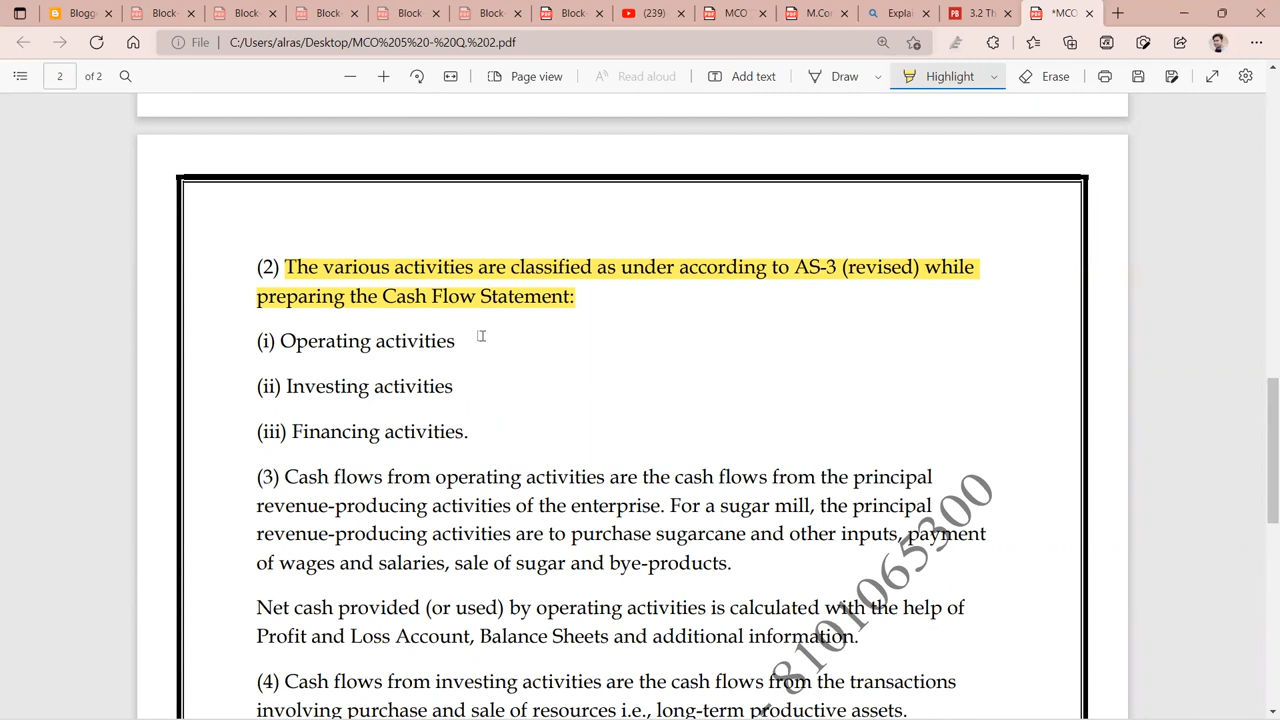 Blogg
Block-
Block-
Block-
Block-
Block-
Block
(239)
MCO
M.Co
Explai
3.2 Th
*MCO
File
C:/Users/alras/Desktop/MCO%205%20-%20Q.%202.pdf
2 of 2
Page view
Read aloud
Add text
Draw
Highlight
Erase
(2) The various activities are classified as under according to AS-3 (revised) while
preparing the Cash Flow Statement:
(i) Operating activities
(ii) Investing activities
(iii) Financing activities.
(3) Cash flows from operating activities are the cash flows from the principal
revenue-producing activities of the enterprise. For a sugar mill, the principal
revenue-producing activities are to purchase sugarcane and other inputs, payment
of wages and salaries, sale of sugar and bye-products.
Net cash provided (or used) by operating activities is calculated with the help of
Profit and Loss Account, Balance Sheets and additional information.
(4) Cash flows from investing activities are the cash flows from the transactions
involving purchase and sale of resources i.e., long-term productive assets.
- 8101065300